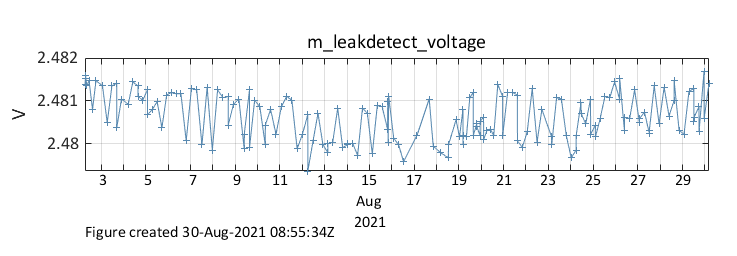 m_leakdetect_voltage
2.482
2.481
2.48
V
3 5 7 9 11 13 15 17 19 21 23 25 27 29
Aug
2021
Figure created 30-Aug-2021 08:55:34Z